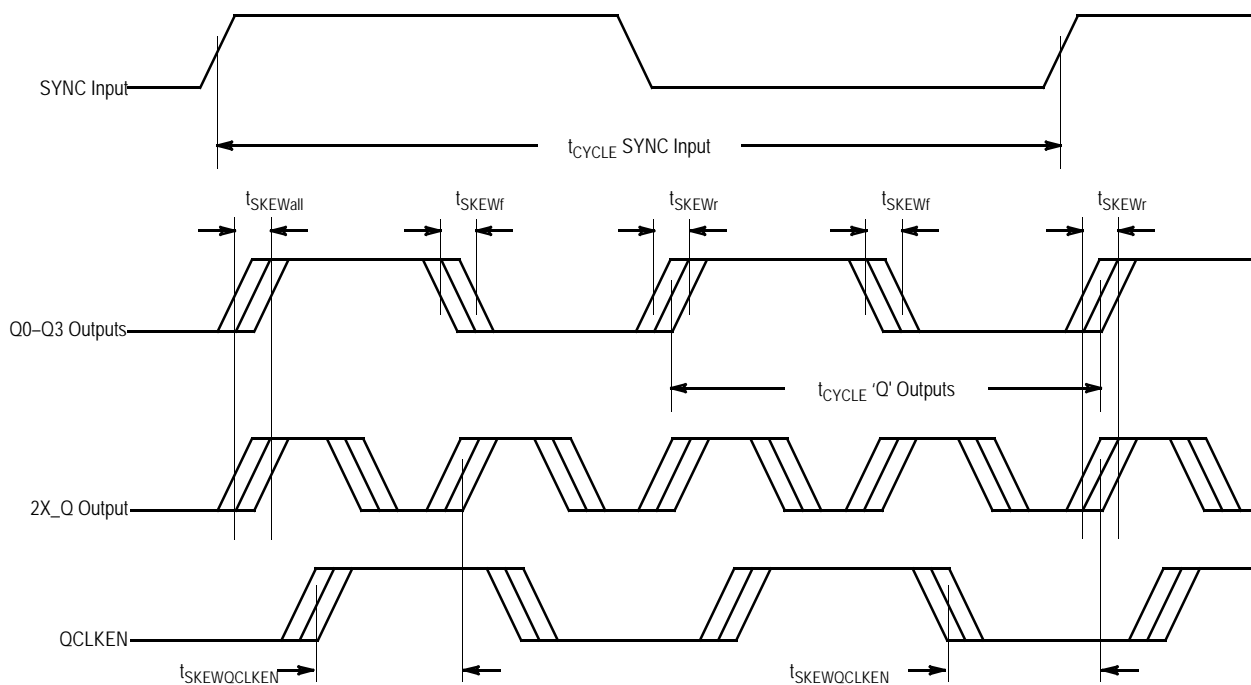 SYNC Input
tCYCLE SYNC Input
tSKEWall
tSKEWf
tSKEWr
tSKEWf
tSKEWr
Q0–Q3 Outputs
tCYCLE ‘Q’ Outputs
2X_Q Output
QCLKEN
tSKEWQCLKEN
tSKEWQCLKEN